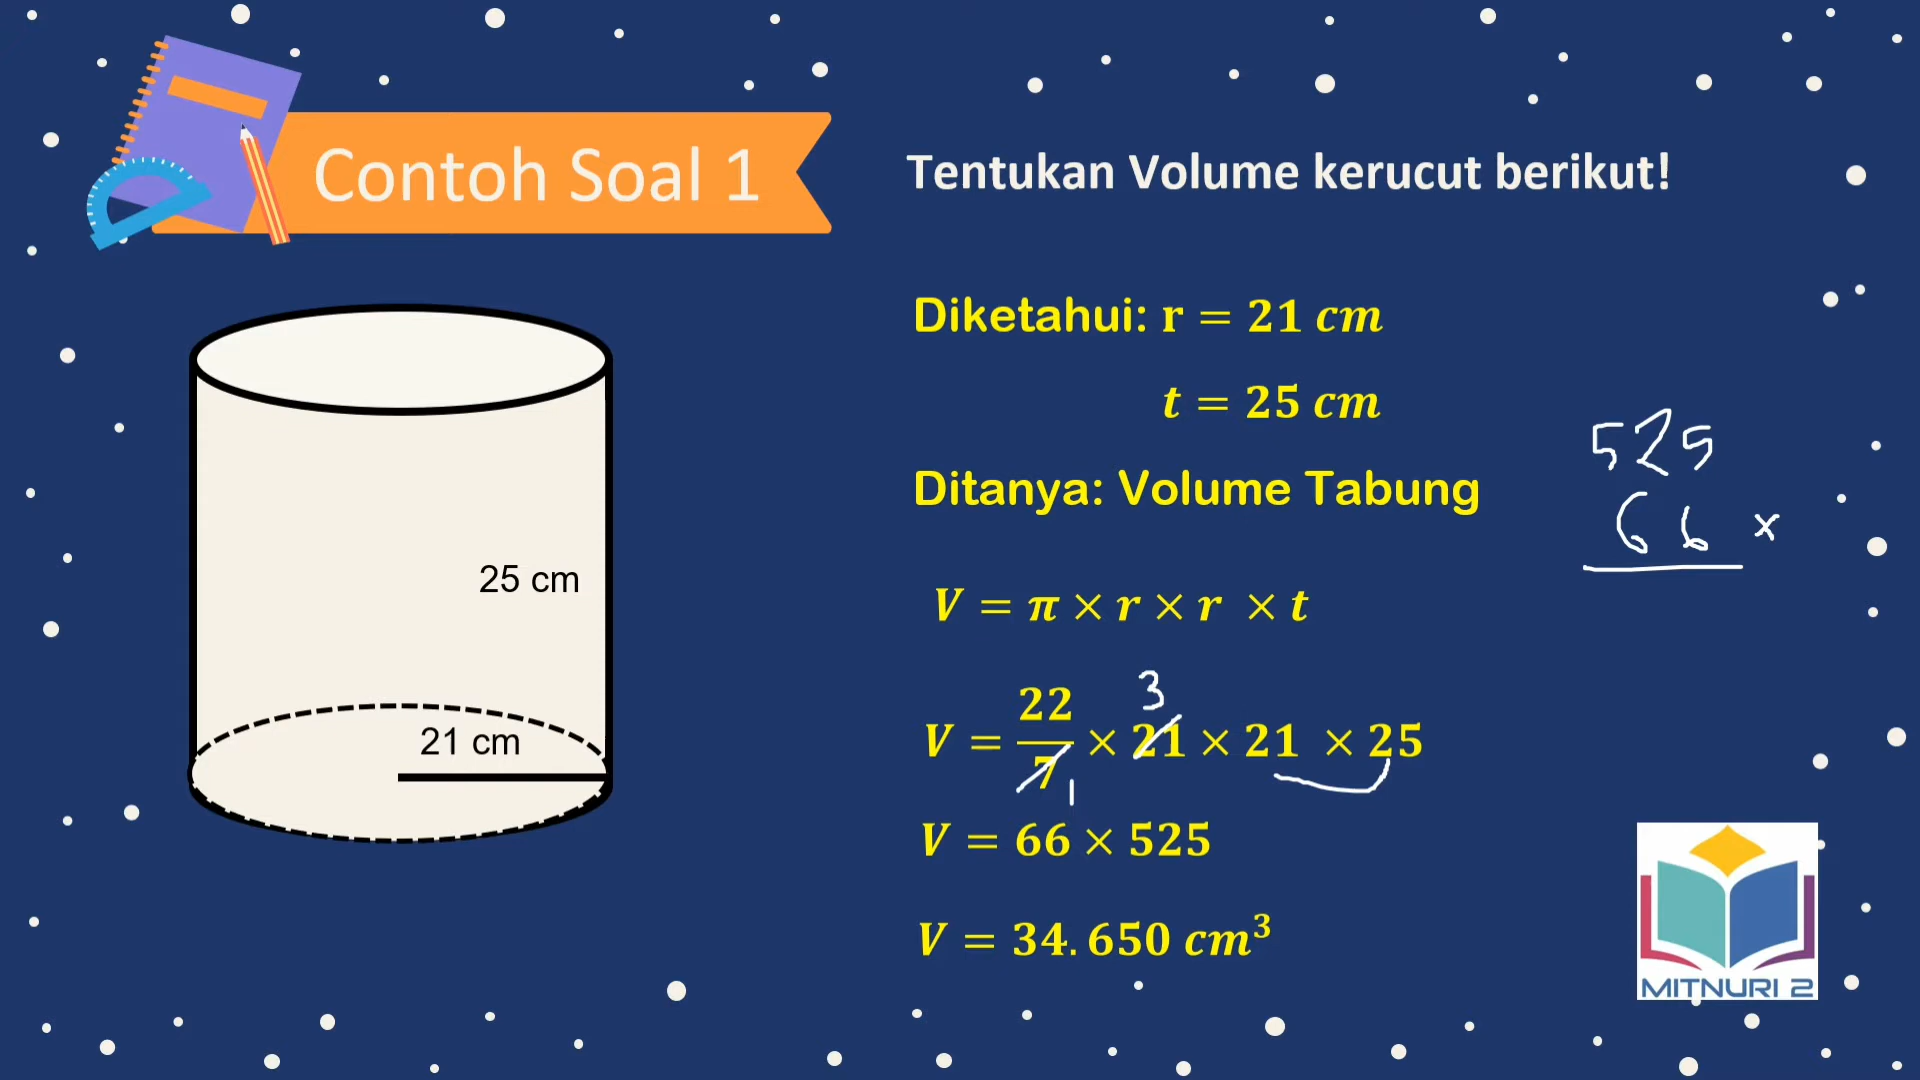 Contoh Soal 1
Tentukan Volume kerucut berikut!
Diketahui: r = 21 cm
t = 25 cm
Ditanya: Volume Tabung
V = π × r × r × t
3
V = 22/7 × 21 × 21 × 25
1
V = 66 × 525
V = 34.650 cm³
525
66 ×
25 cm
21 cm
MITNURI 2